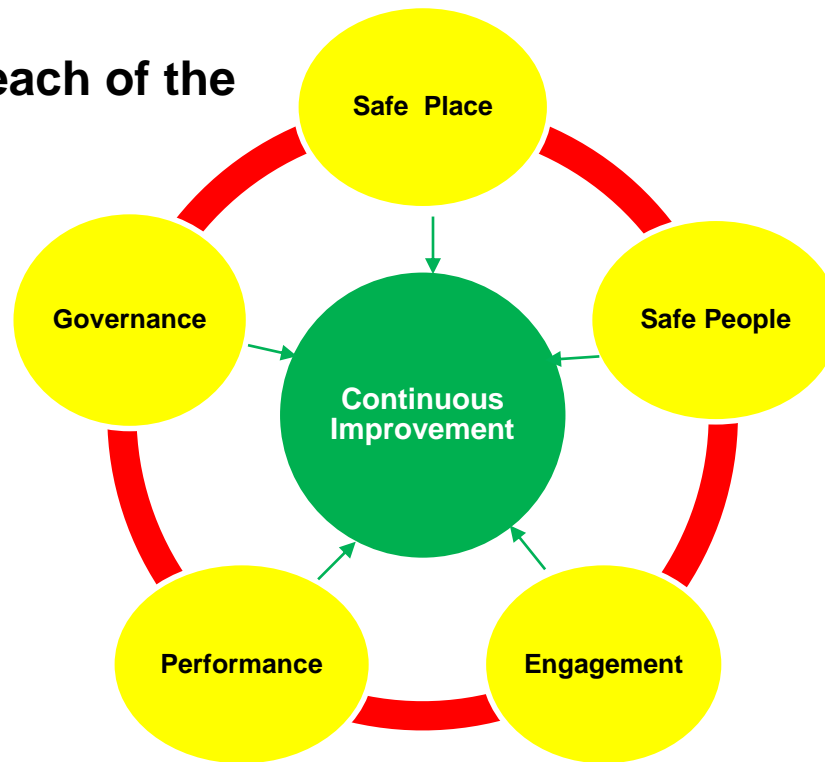 each of the
Safe Place
Governance
Safe People
Continuous
Improvement
Performance
Engagement